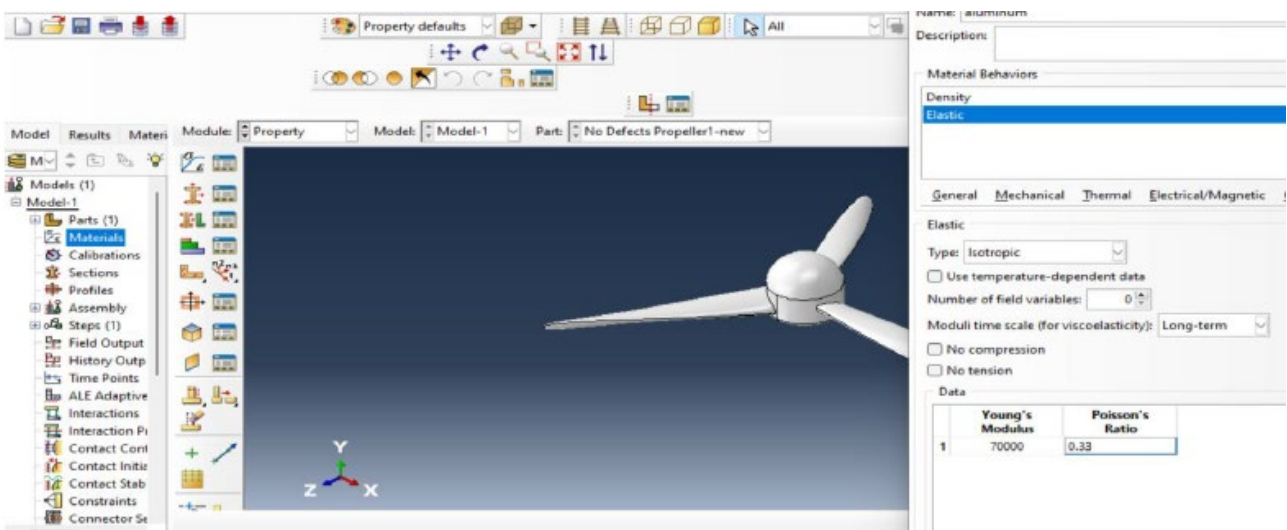 Property defaults
All
Name: aluminum
Description:
Material Behaviors
Density
Elastic
General Mechanical Thermal Electrical/Magnetic
Elastic
Type: Isotropic
Use temperature-dependent data
Number of field variables: 0
Moduli time scale (for viscoelasticity): Long-term
No compression
No tension
Data
Young's Modulus Poisson's Ratio
1 70000 0.33
Model Results Materi
Module: Property Model: Model-1 Part: No Defects Propeller1-new
M
Models (1)
Model-1
Parts (1)
Materials
Calibrations
Sections
Profiles
Assembly
Steps (1)
Field Output
History Outp
Time Points
ALE Adaptive
Interactions
Interaction Pr
Contact Cont
Contact Initia
Contact Stab
Constraints
Connector Se
Y
Z X